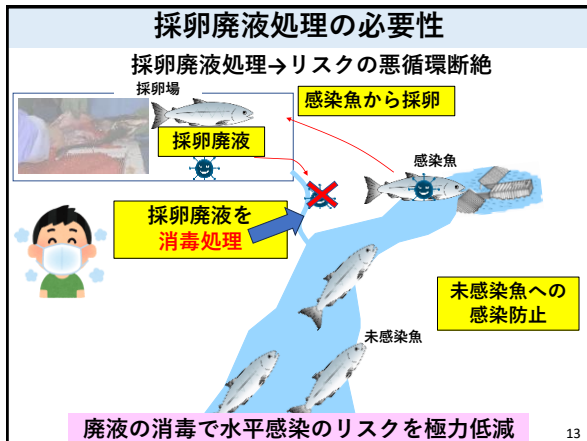 採卵廃液処理の必要性
採卵廃液処理→リスクの悪循環断絶
採卵場
感染魚から採卵
採卵廃液
感染魚
採卵廃液を
消毒処理
未感染魚への
感染防止
未感染魚
廃液の消毒で水平感染のリスクを極力低減
13